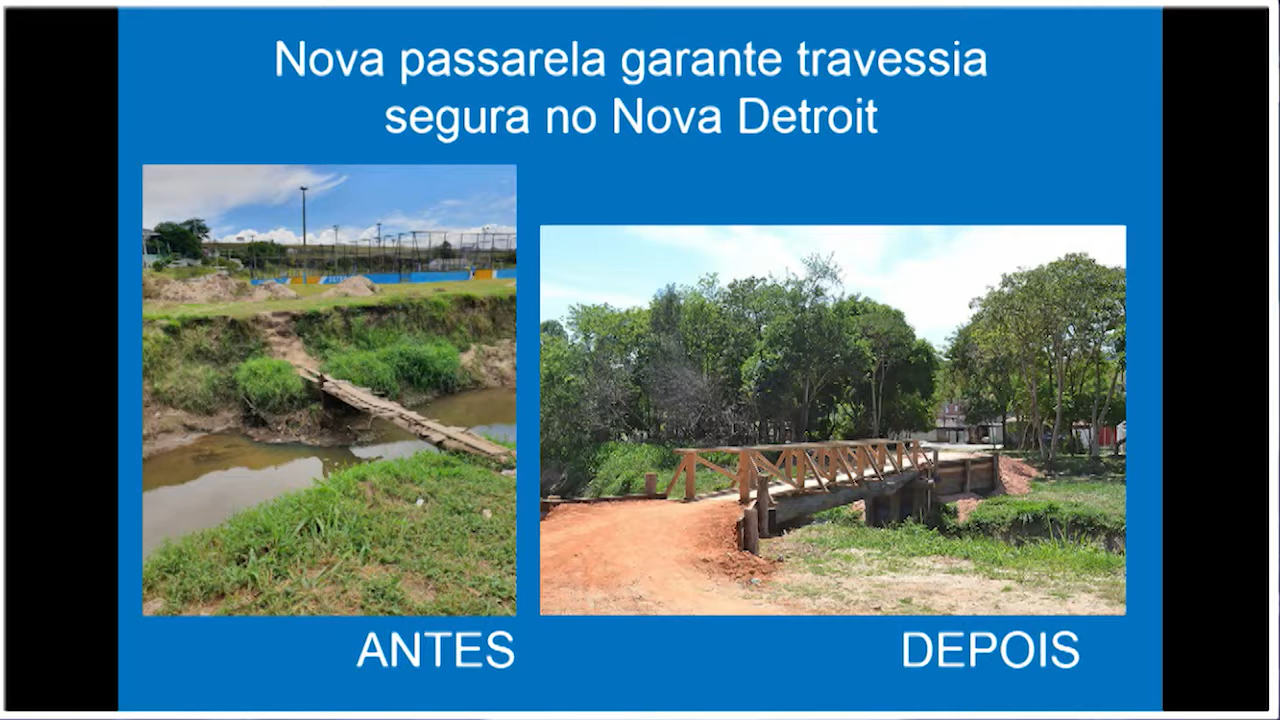 Nova passarela garante travessia
segura no Nova Detroit
ANTES
DEPOIS